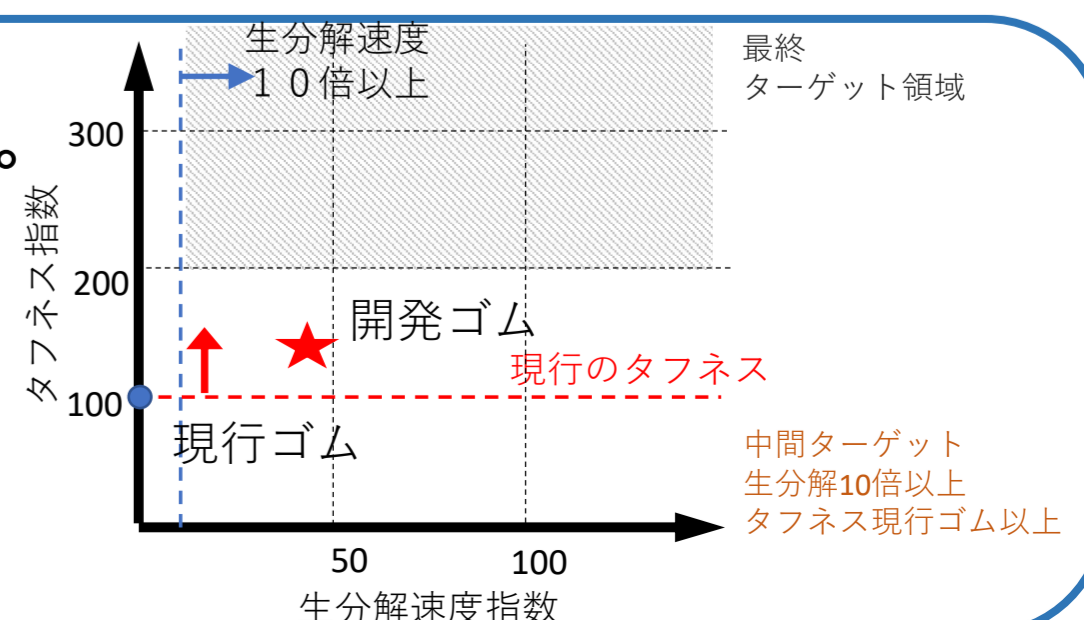 生分解速度
１０倍以上
最終
ターゲット領域
。
300
200
100
タフネス指数
開発ゴム
現行のタフネス
現行ゴム
中間ターゲット
生分解10倍以上
タフネス現行ゴム以上
50
100
生分解速度指数